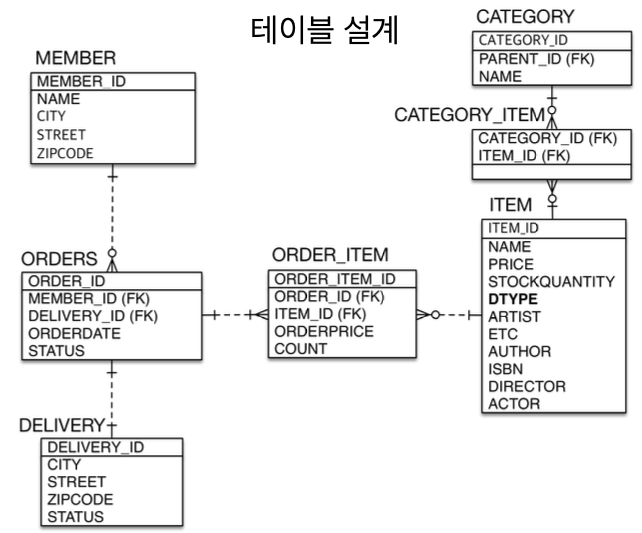 테이블 설계
MEMBER
MEMBER_ID
NAME
CITY
STREET
ZIPCODE
CATEGORY
CATEGORY_ID
PARENT_ID (FK)
NAME
CATEGORY_ITEM
CATEGORY_ID (FK)
ITEM_ID (FK)
ORDERS
ORDER_ID
MEMBER_ID (FK)
DELIVERY_ID (FK)
ORDERDATE
STATUS
ORDER_ITEM
ORDER_ITEM_ID
ORDER_ID (FK)
ITEM_ID (FK)
ORDERPRICE
COUNT
ITEM
ITEM_ID
NAME
PRICE
STOCKQUANTITY
DTYPE
ARTIST
ETC
AUTHOR
ISBN
DIRECTOR
ACTOR
DELIVERY
DELIVERY_ID
CITY
STREET
ZIPCODE
STATUS